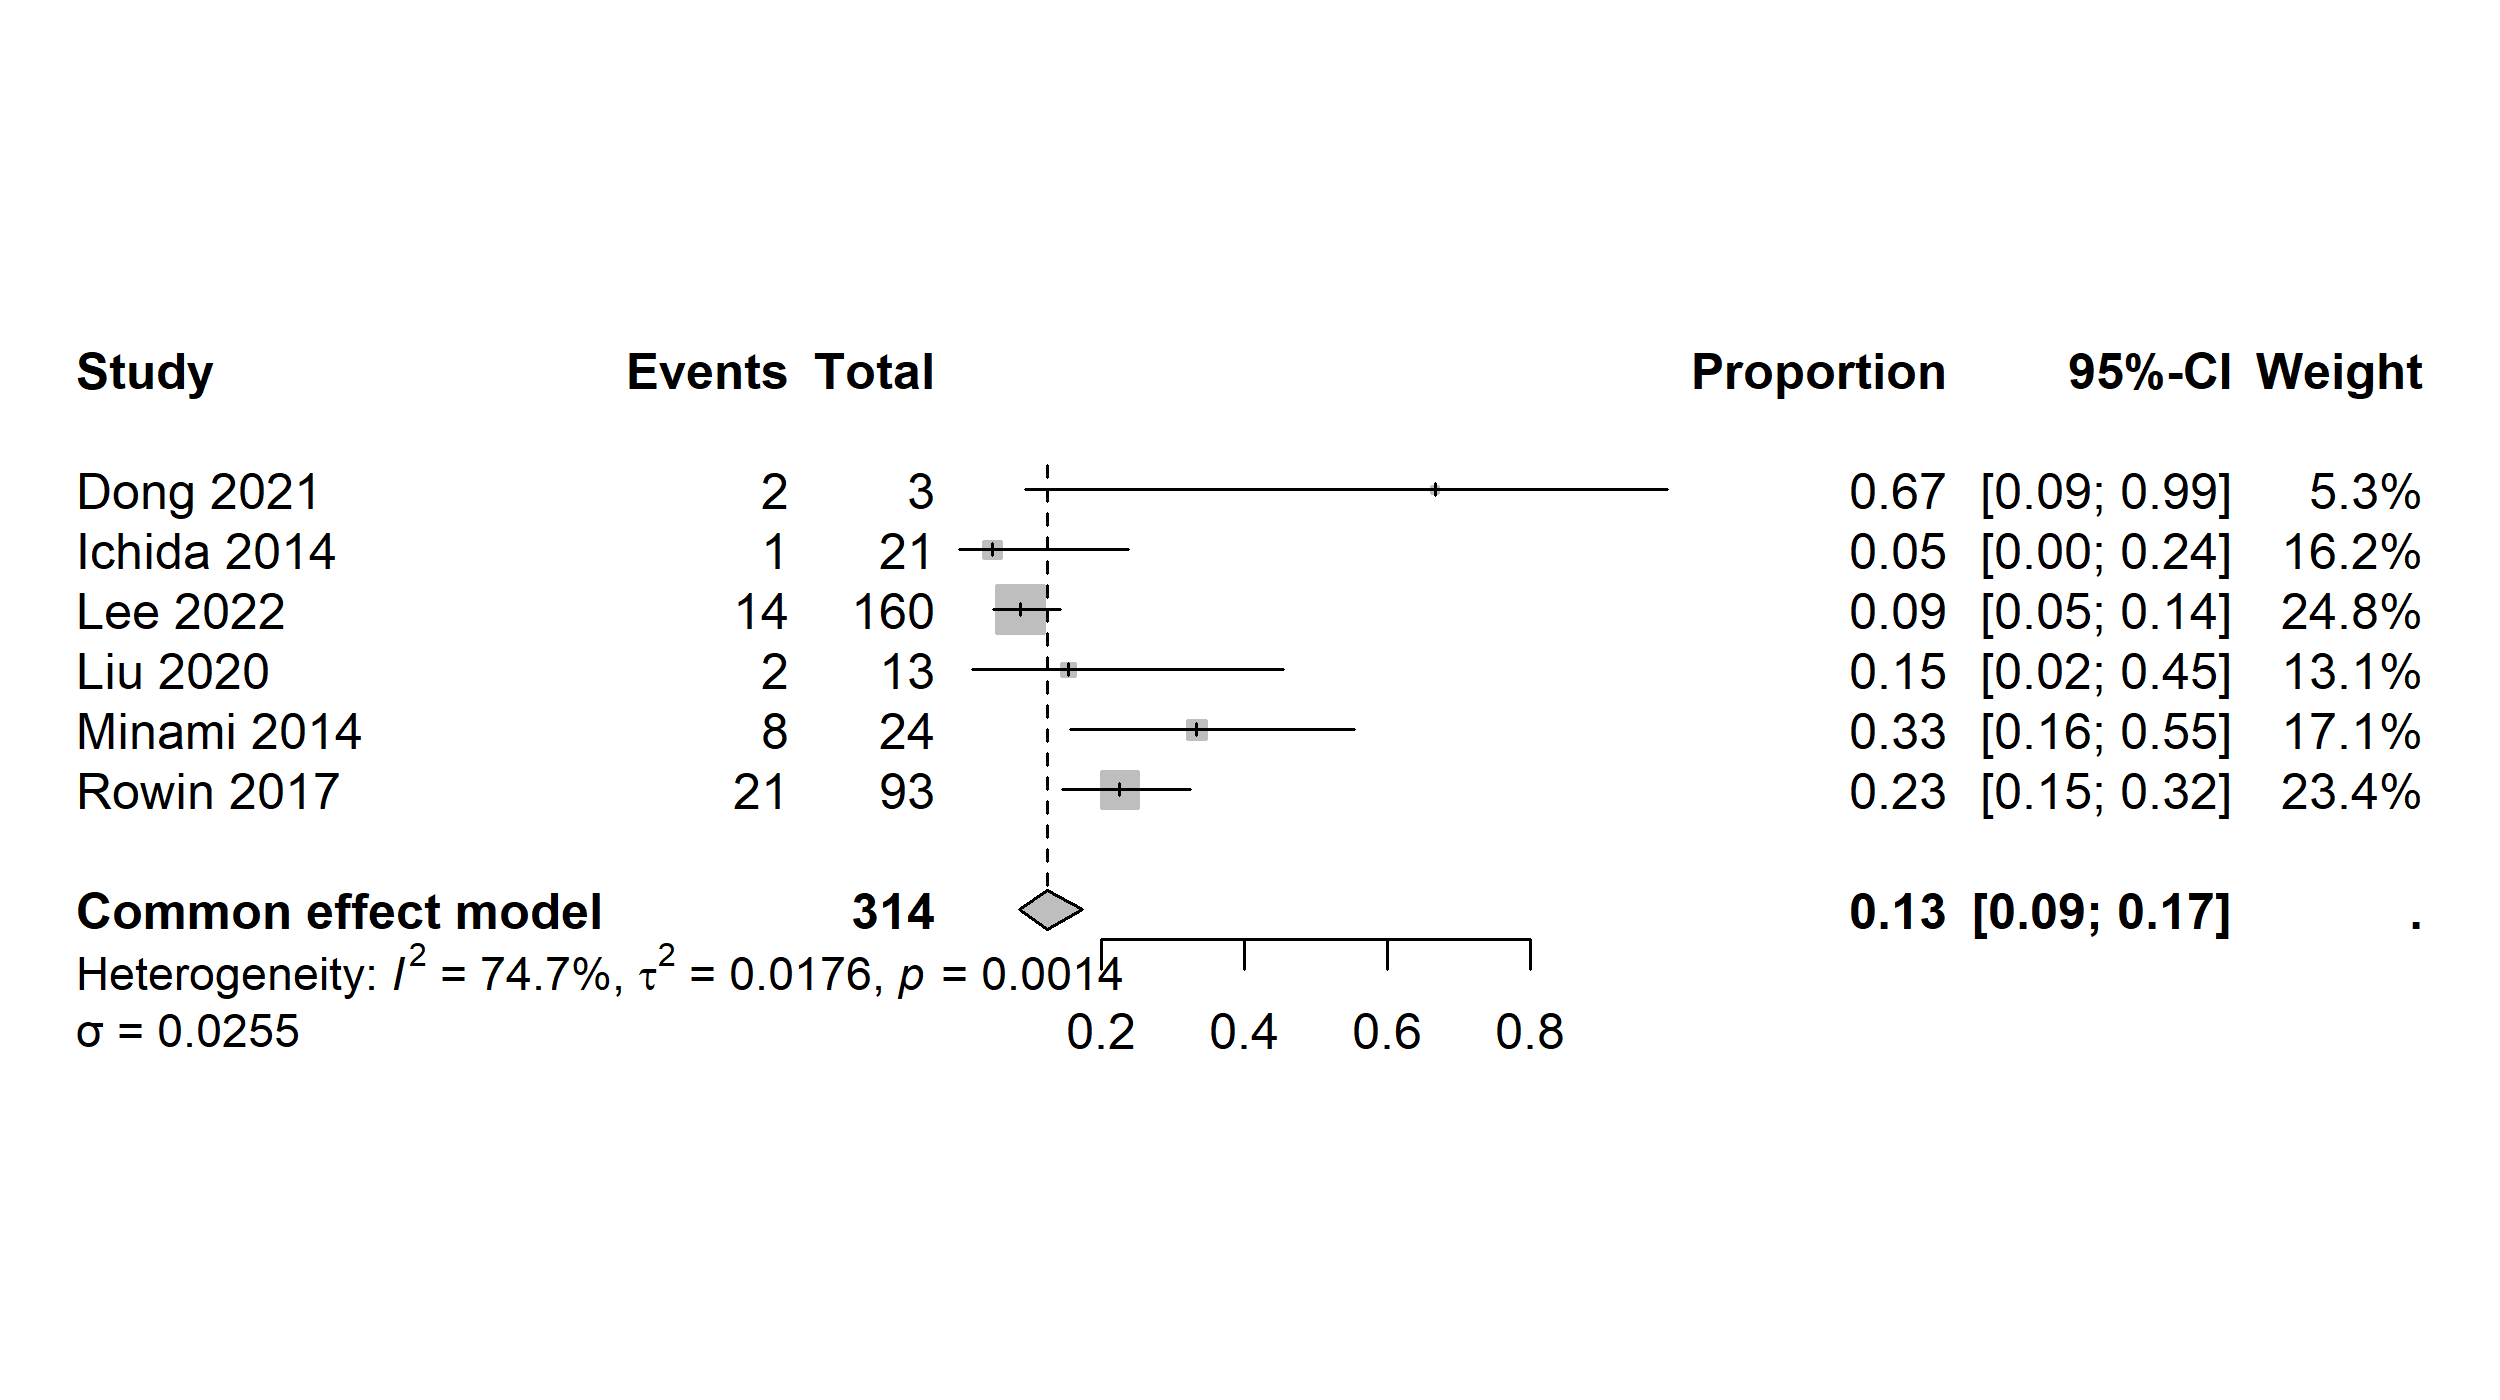 Study Events Total Proportion 95%-CI Weight
Dong 2021 2 3 0.67 [0.09; 0.99] 5.3%
Ichida 2014 1 21 0.05 [0.00; 0.24] 16.2%
Lee 2022 14 160 0.09 [0.05; 0.14] 24.8%
Liu 2020 2 13 0.15 [0.02; 0.45] 13.1%
Minami 2014 8 24 0.33 [0.16; 0.55] 17.1%
Rowin 2017 21 93 0.23 [0.15; 0.32] 23.4%
Common effect model 314 0.13 [0.09; 0.17] .
Heterogeneity: I² = 74.7%, τ² = 0.0176, p = 0.0014
σ = 0.0255 0.2 0.4 0.6 0.8